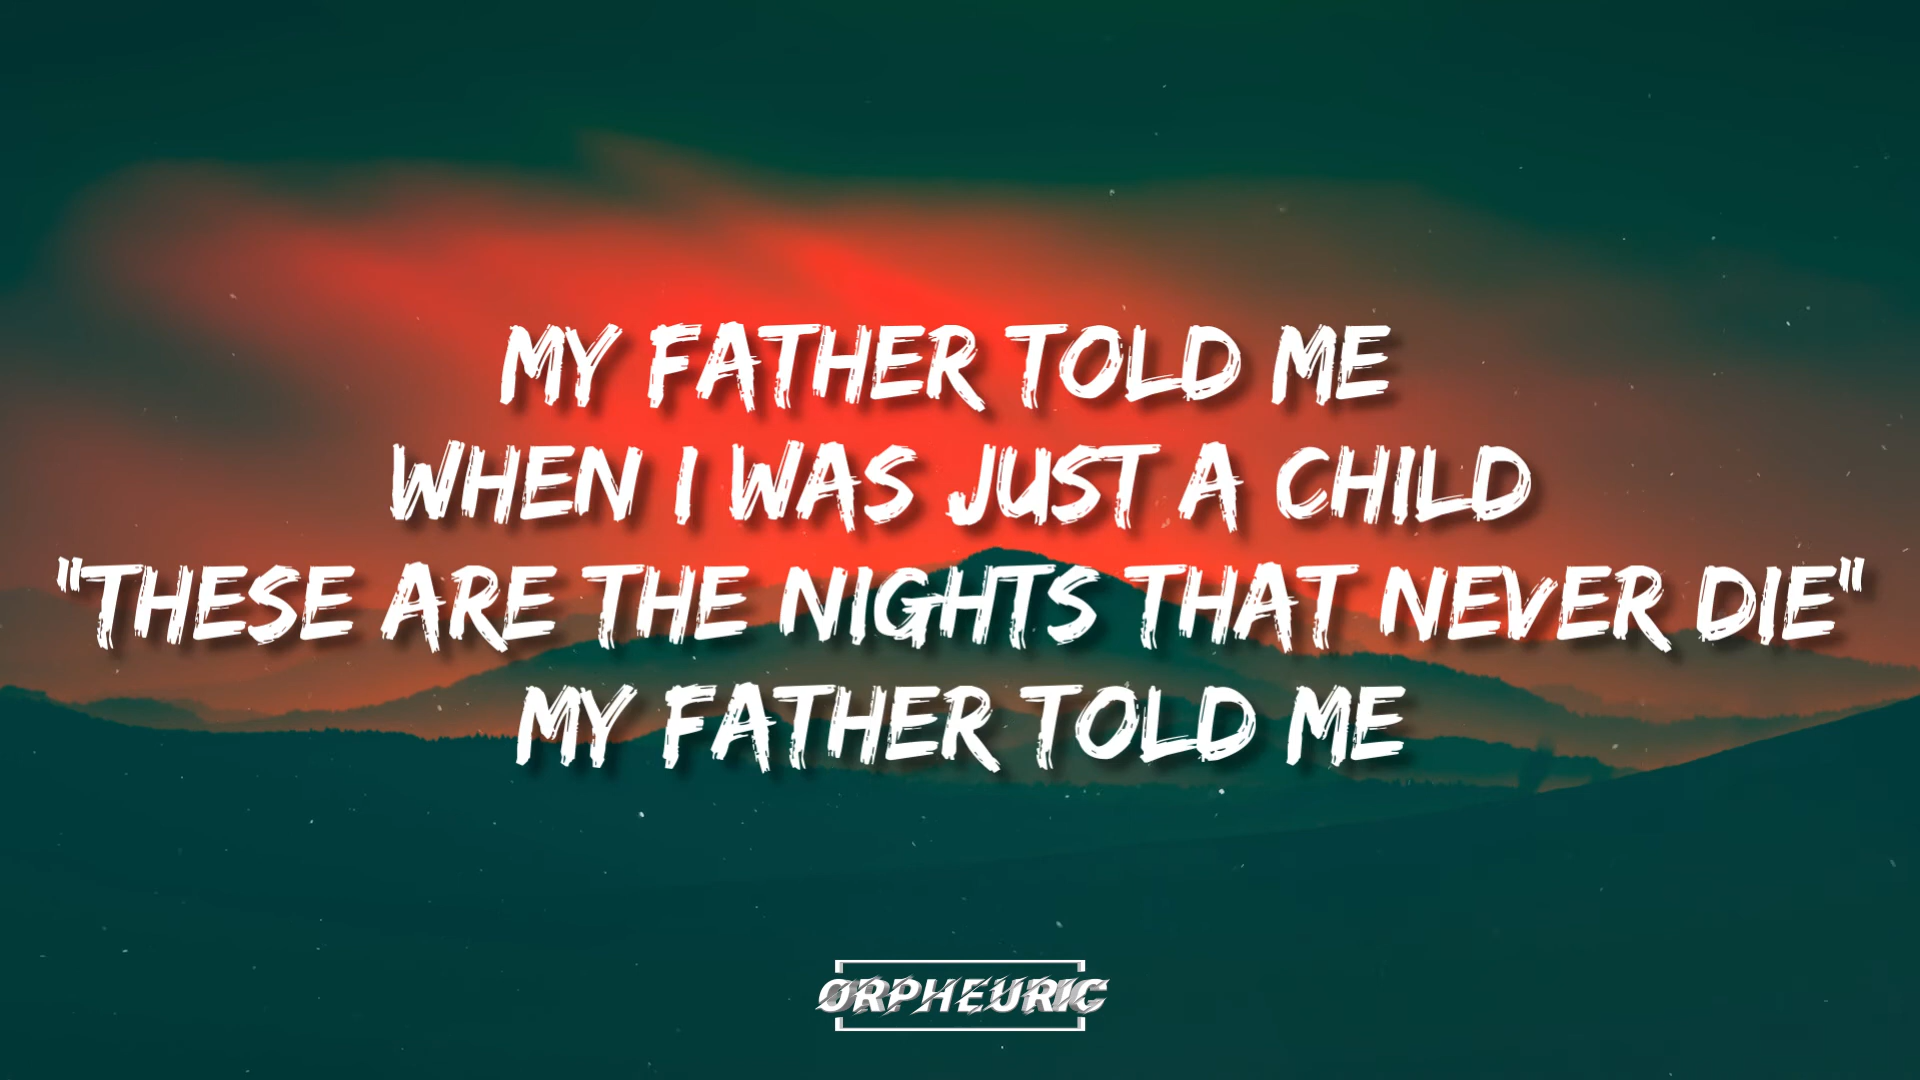 MY FATHER TOLD ME
WHEN I WAS JUST A CHILD
"THESE ARE THE NIGHTS THAT NEVER DIE"
MY FATHER TOLD ME
ORPHEURIC